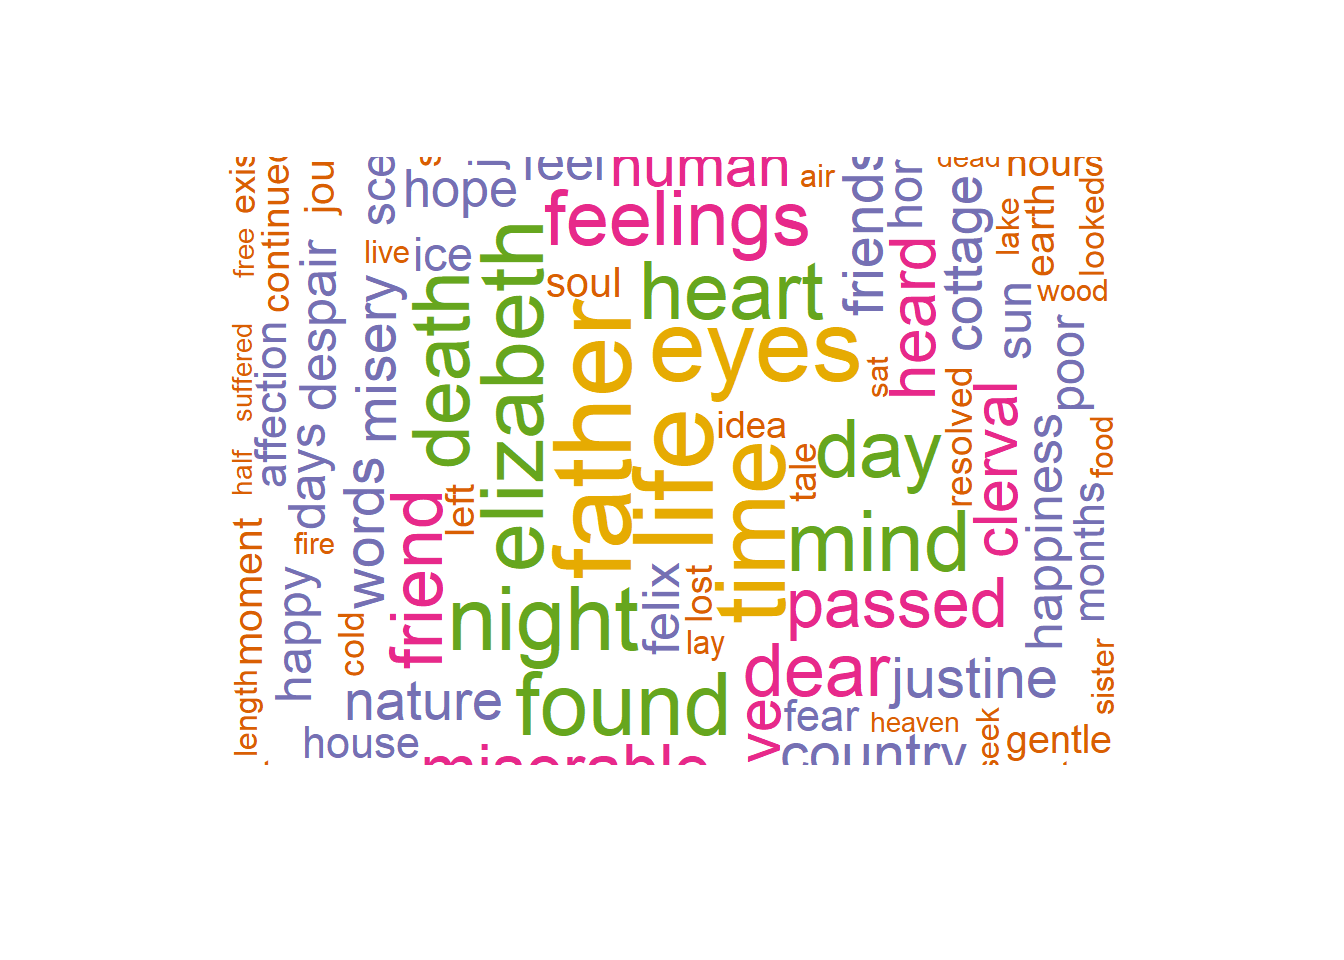 feel
human
air
dead
hours
hope
feelings
friends
hor
cottage
lake
earth
looked
exis
continued
jou
sce
free
live
ice
elizabeth
soul
heart
heard
sun
wood
despair
misery
death
father
eyes
sat
poor
suffered
affection
life
idea
day
resolved
clerval
food
half
days
words
left
time
tale
mind
happiness
months
fire
friend
moment
happy
cold
night
felix
lost
lay
passed
length
nature
found
dear
justine
sister
house
miserable
ve
fear
heaven
country
seek
gentle